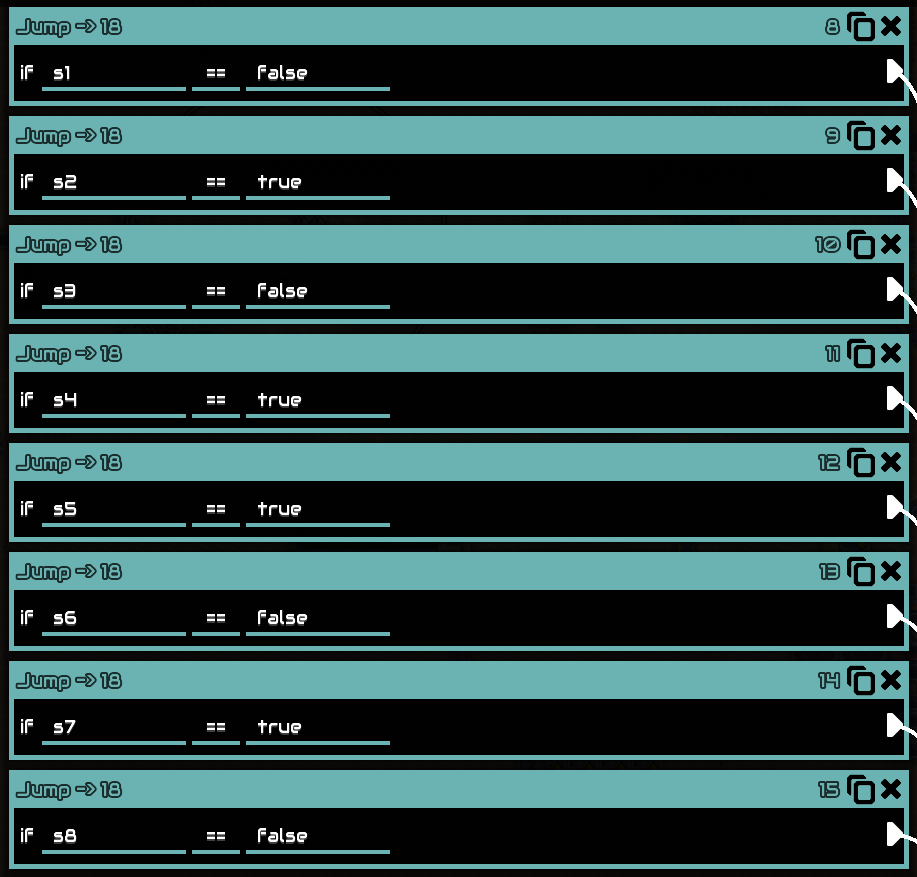 Jump -> 18 8
if s1 == false
Jump -> 18 9
if s2 == true
Jump -> 18 10
if s3 == false
Jump -> 18 11
if s4 == true
Jump -> 18 12
if s5 == true
Jump -> 18 13
if s6 == false
Jump -> 18 14
if s7 == true
Jump -> 18 15
if s8 == false